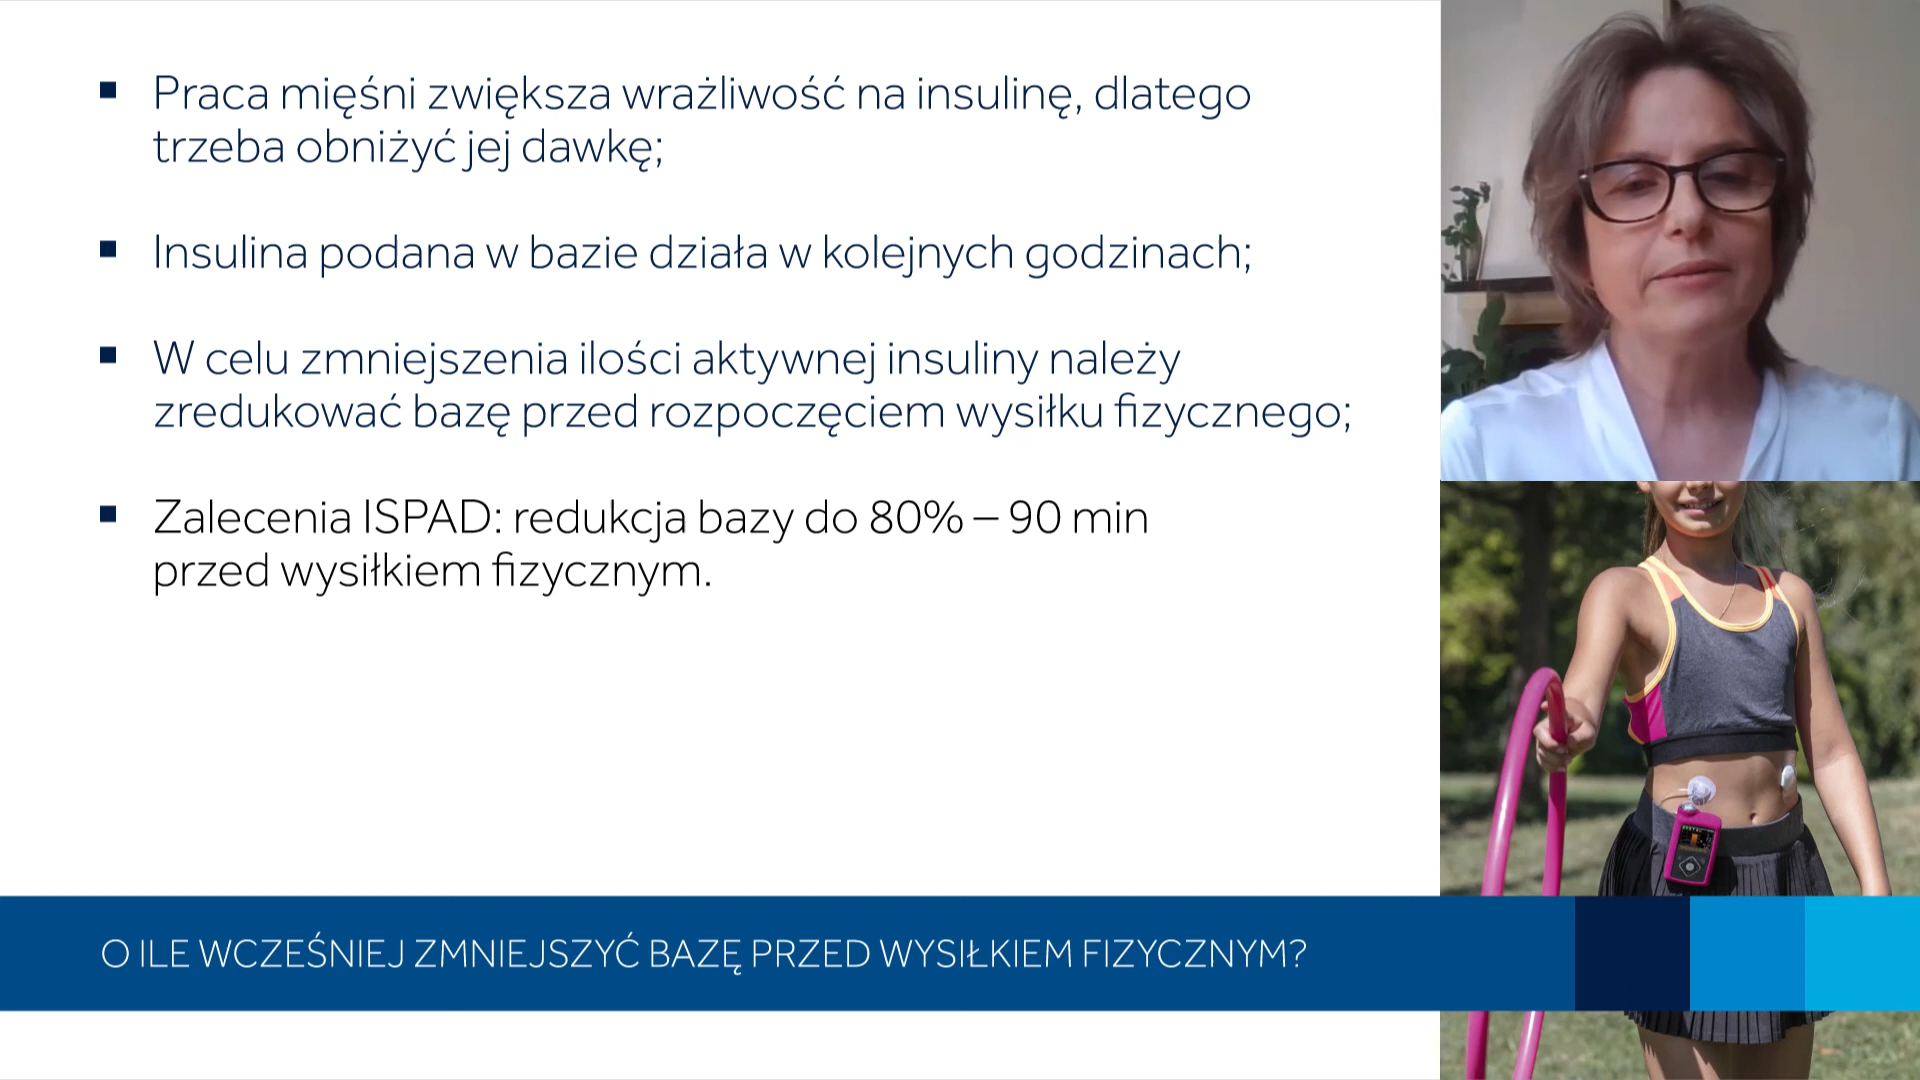 Praca mięśni zwiększa wrażliwość na insulinę, dlatego
trzeba obniżyć jej dawkę;
Insulina podana w bazie działa w kolejnych godzinach;
W celu zmniejszenia ilości aktywnej insuliny należy
zredukować bazę przed rozpoczęciem wysiłku fizycznego;
Zalecenia ISPAD: redukcja bazy do 80% – 90 min
przed wysiłkiem fizycznym.
O ILE WCZEŚNIEJ ZMNIEJSZYĆ BAZĘ PRZED WYSIŁKIEM FIZYCZNYM?